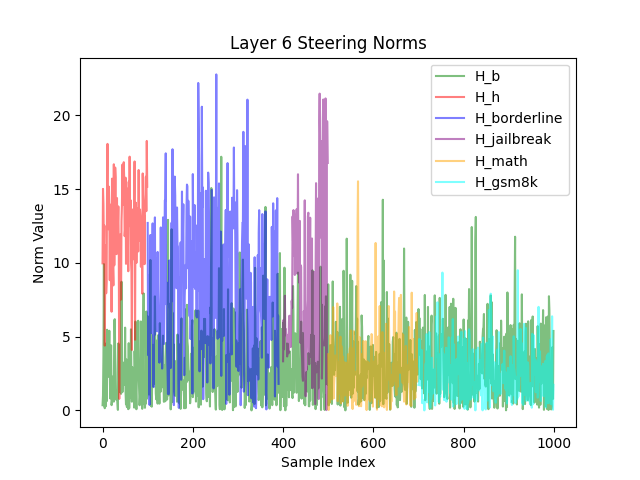 Layer 6 Steering Norms
Norm Value
20
15
10
5
0
H_b
H_h
H_borderline
H_jailbreak
H_math
H_gsm8k
0 200 400 600 800 1000
Sample Index